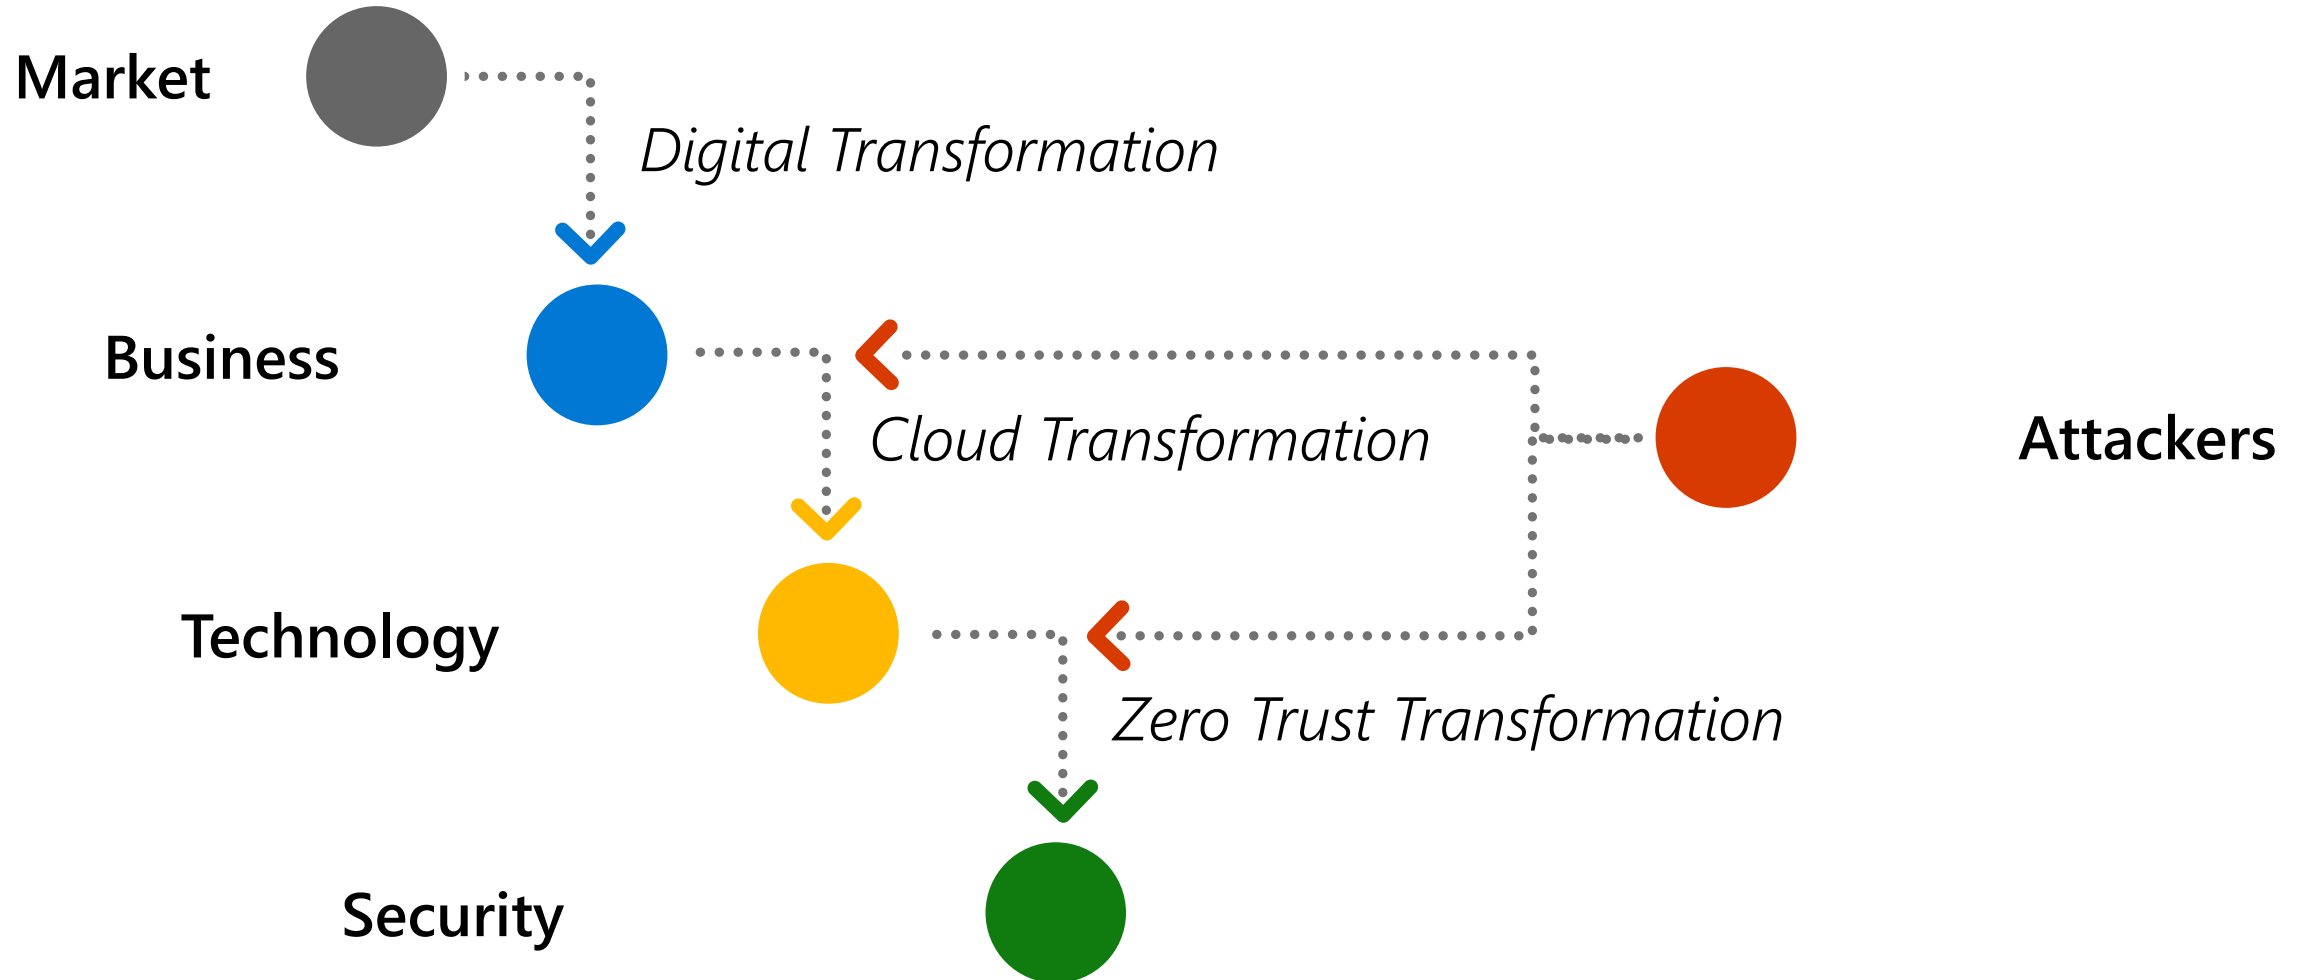 Market
Digital Transformation
Business
Cloud Transformation
Attackers
Technology
Zero Trust Transformation
Security